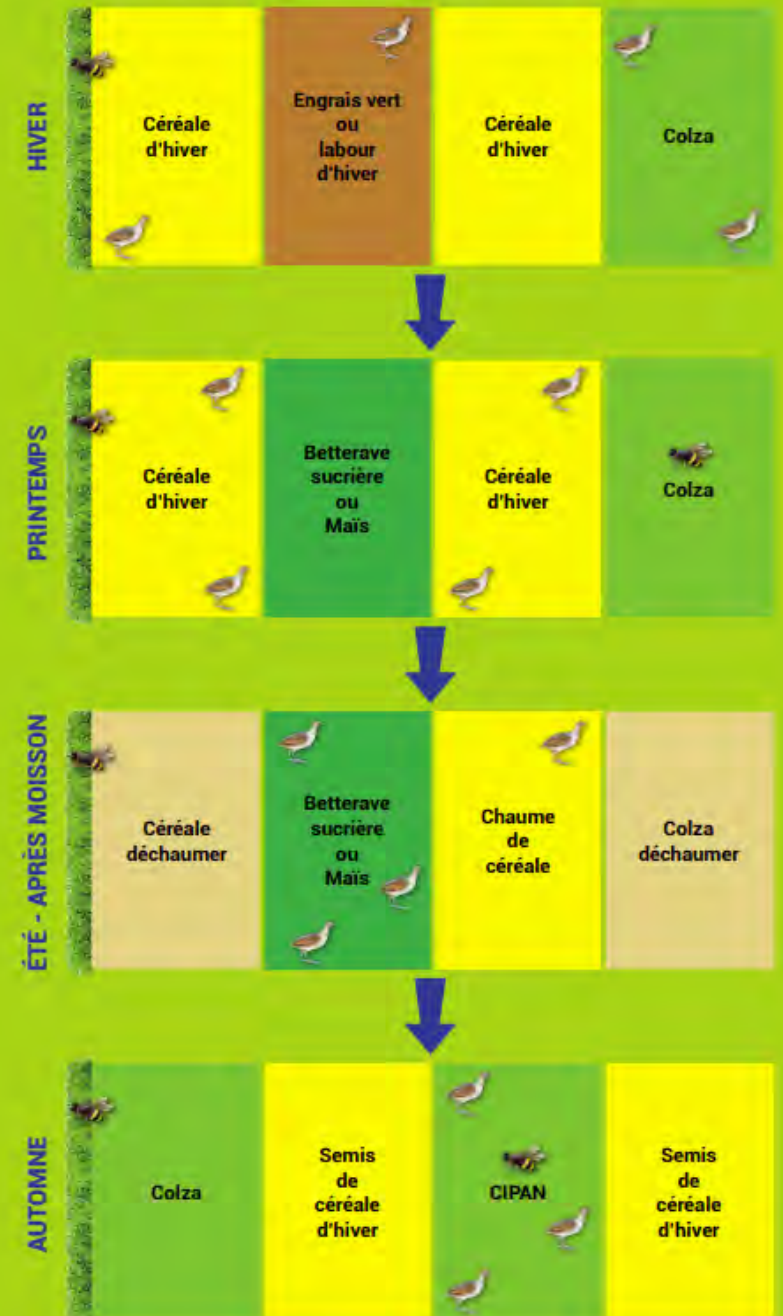 HIVER
Céréale
d'hiver
Engrais vert
ou
labour
d'hiver
Céréale
d'hiver
Colza
PRINTEMPS
Céréale
d'hiver
Betterave
sucrière
ou
Maïs
Céréale
d'hiver
Colza
ÉTÉ - APRÈS MOISSON
Céréale
déchaumer
Betterave
sucrière
ou
Maïs
Chaume
de
céréale
Colza
déchaumer
AUTOMNE
Colza
Semis
de
céréale
d'hiver
CIPAN
Semis
de
céréale
d'hiver